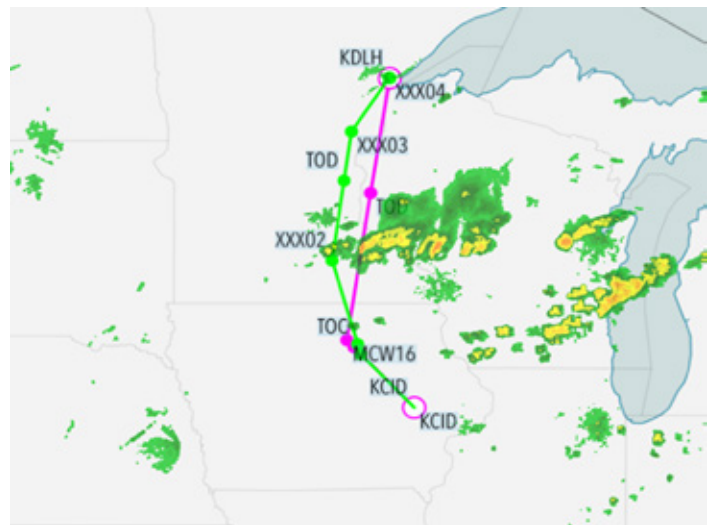 KDLH
XXX04
XXX03
TOD
TOD
XXX02
TOC
MCW16
KCID
KCID